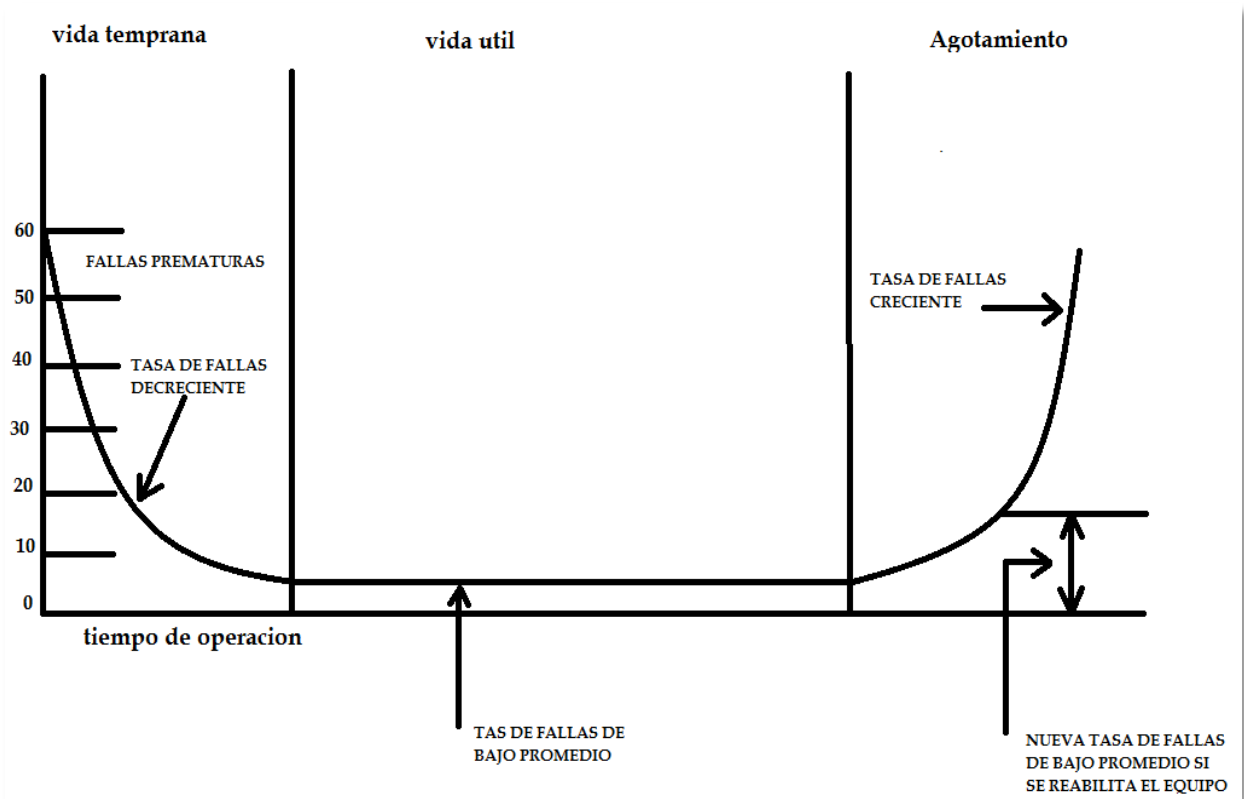 vida temprana
vida util
Agotamiento
60
FALLAS PREMATURAS
50
40
TASA DE FALLAS
DECRECIENTE
30
20
10
0
TASA DE FALLAS
CRECIENTE
tiempo de operacion
TAS DE FALLAS DE
BAJO PROMEDIO
NUEVA TASA DE FALLAS
DE BAJO PROMEDIO SI
SE REABILITA EL EQUIPO